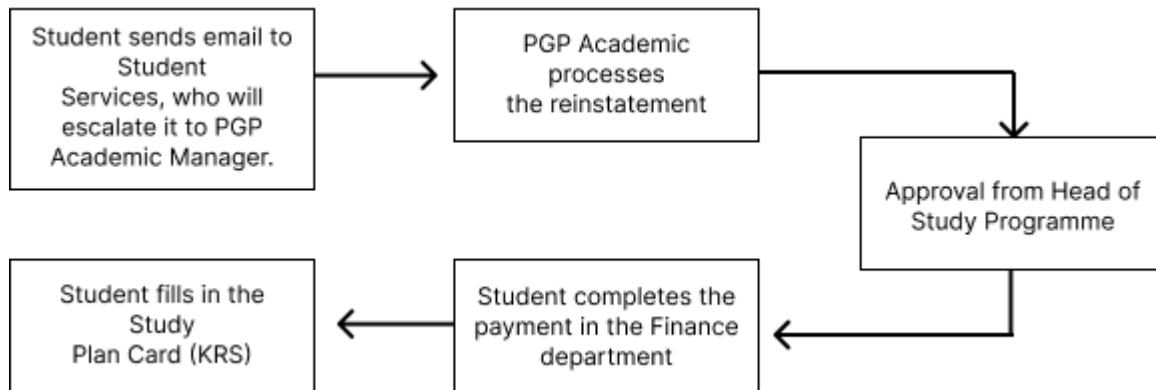 Student sends email to
Student
Services, who will
escalate it to PGP
Academic Manager.
PGP Academic
processes
the reinstatement
Approval from Head of
Study Programme
Student completes the
payment in the Finance
department
Student fills in the
Study
Plan Card (KRS)